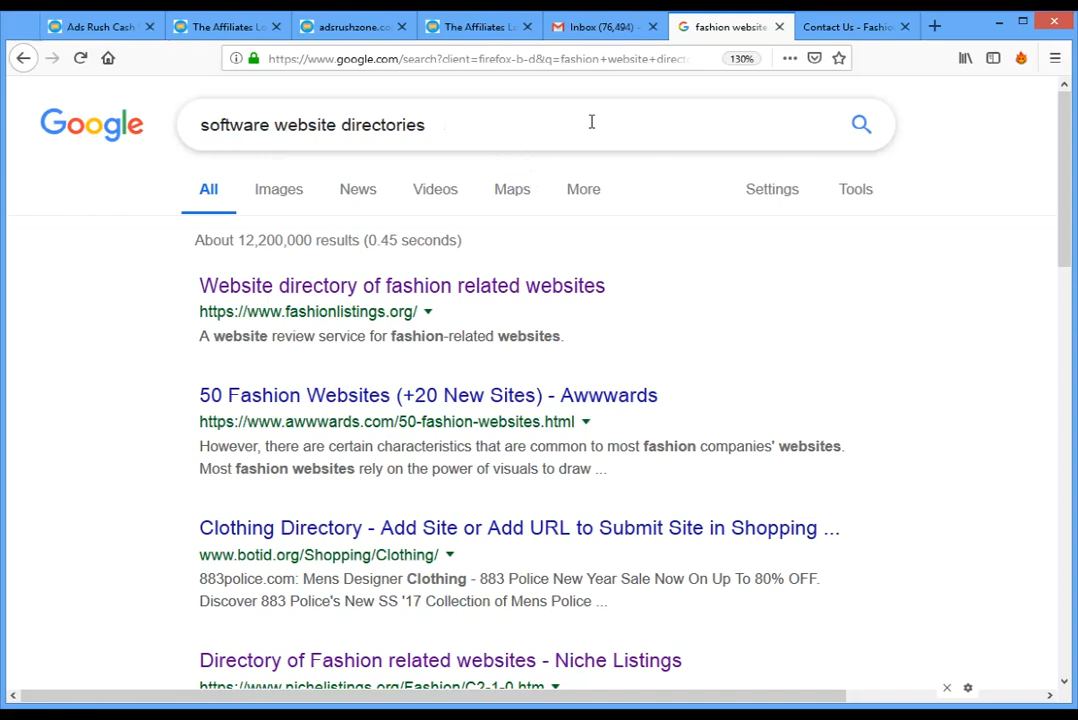 Ads Rush Cash
The Affiliates Lo
adsrushzone.co
The Affiliates Lo
Inbox (76,494) -
fashion website
Contact Us - Fashio
https://www.google.com/search?client=firefox-b-d&q=fashion+website+direct
130%
Google
software website directories
All
Images
News
Videos
Maps
More
Settings
Tools
About 12,200,000 results (0.45 seconds)
Website directory of fashion related websites
https://www.fashionlistings.org/
A website review service for fashion-related websites.
50 Fashion Websites (+20 New Sites) - Awwwards
https://www.awwwards.com/50-fashion-websites.html
However, there are certain characteristics that are common to most fashion companies' websites.
Most fashion websites rely on the power of visuals to draw ...
Clothing Directory - Add Site or Add URL to Submit Site in Shopping ...
www.botid.org/Shopping/Clothing/
883police.com: Mens Designer Clothing - 883 Police New Year Sale Now On Up To 80% OFF.
Discover 883 Police's New SS '17 Collection of Mens Police ...
Directory of Fashion related websites - Niche Listings
https://www.nichelistings.org/Fashion/C2-1-0.htm